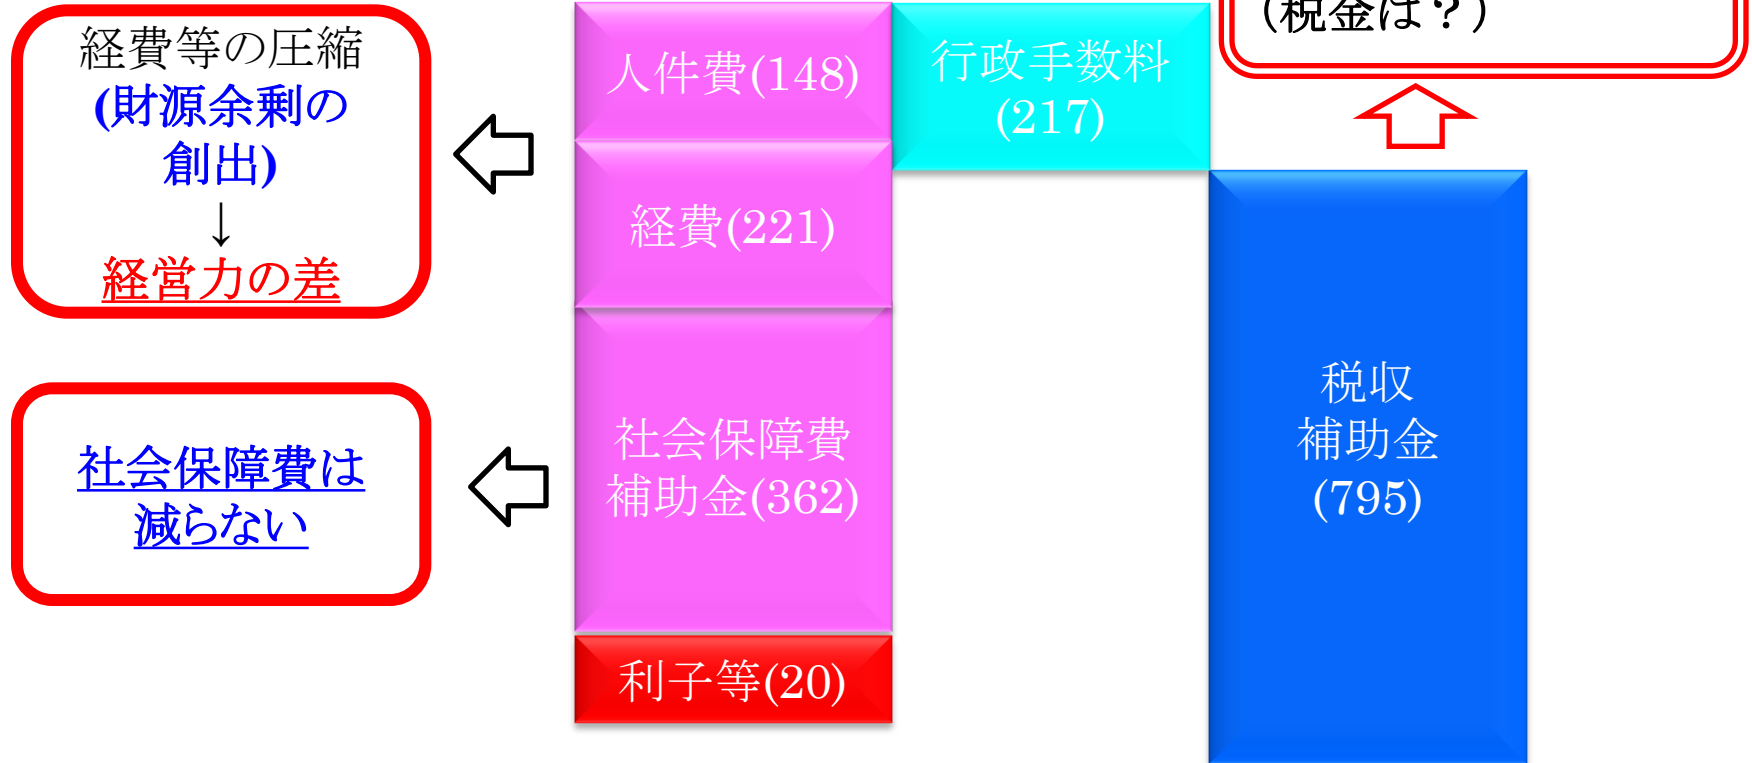 経費等の圧縮
(財源余剰の
創出)
↓
経営力の差
社会保障費は
減らない
人件費(148)
経費(221)
社会保障費
補助金(362)
利子等(20)
行政手数料
(217)
（税金は？）
税収
補助金
(795)